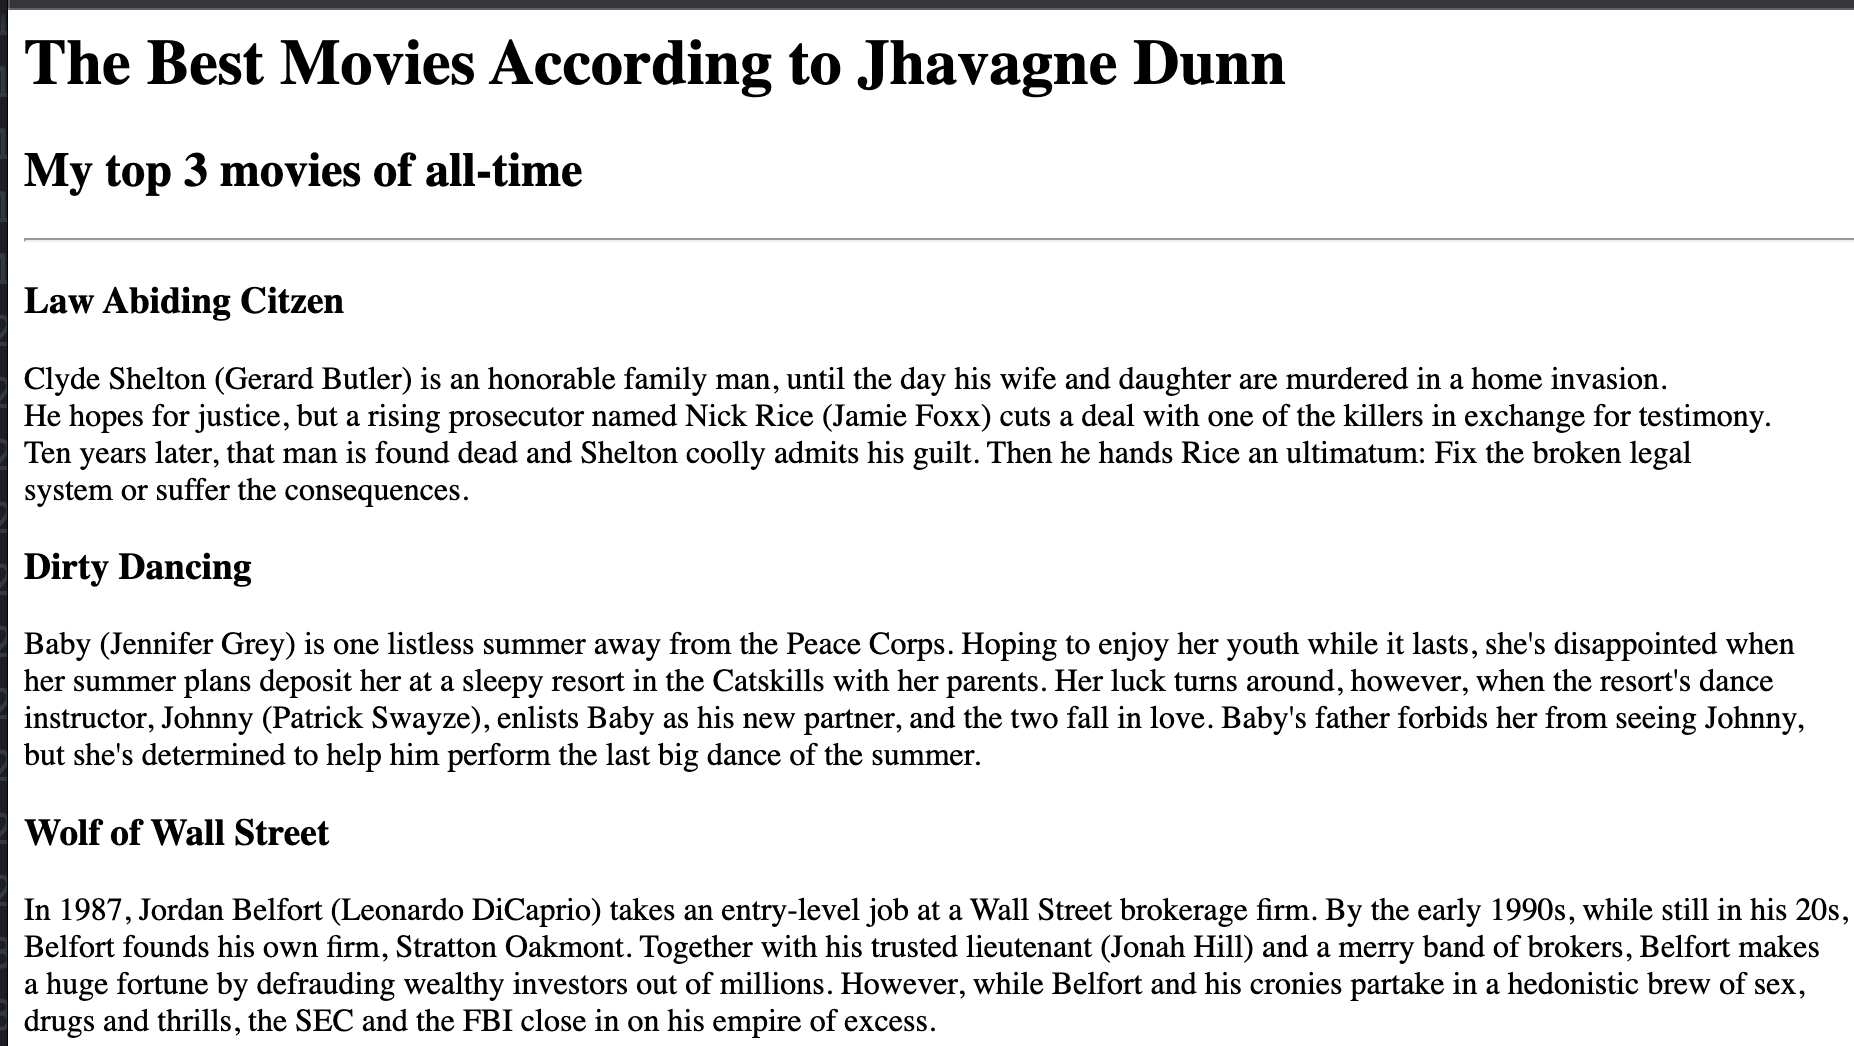 The Best Movies According to Jhavagne Dunn
My top 3 movies of all-time
Law Abiding Citzen
Clyde Shelton (Gerard Butler) is an honorable family man, until the day his wife and daughter are murdered in a home invasion.
He hopes for justice, but a rising prosecutor named Nick Rice (Jamie Foxx) cuts a deal with one of the killers in exchange for testimony.
Ten years later, that man is found dead and Shelton coolly admits his guilt. Then he hands Rice an ultimatum: Fix the broken legal
system or suffer the consequences.
Dirty Dancing
Baby (Jennifer Grey) is one listless summer away from the Peace Corps. Hoping to enjoy her youth while it lasts, she's disappointed when
her summer plans deposit her at a sleepy resort in the Catskills with her parents. Her luck turns around, however, when the resort's dance
instructor, Johnny (Patrick Swayze), enlists Baby as his new partner, and the two fall in love. Baby's father forbids her from seeing Johnny,
but she's determined to help him perform the last big dance of the summer.
Wolf of Wall Street
In 1987, Jordan Belfort (Leonardo DiCaprio) takes an entry-level job at a Wall Street brokerage firm. By the early 1990s, while still in his 20s,
Belfort founds his own firm, Stratton Oakmont. Together with his trusted lieutenant (Jonah Hill) and a merry band of brokers, Belfort makes
a huge fortune by defrauding wealthy investors out of millions. However, while Belfort and his cronies partake in a hedonistic brew of sex,
drugs and thrills, the SEC and the FBI close in on his empire of excess.